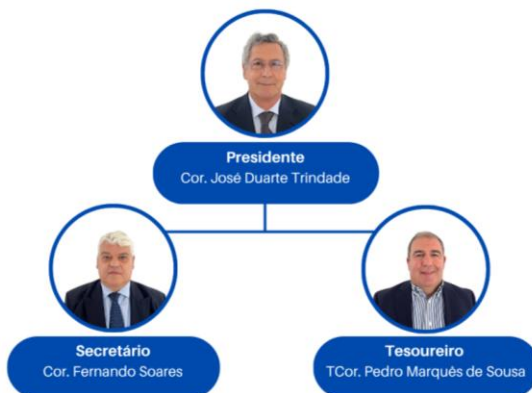 Presidente
Cor. José Duarte Trindade
Secretário
Cor. Fernando Soares
Tesoureiro
TCor. Pedro Marquês de Sousa